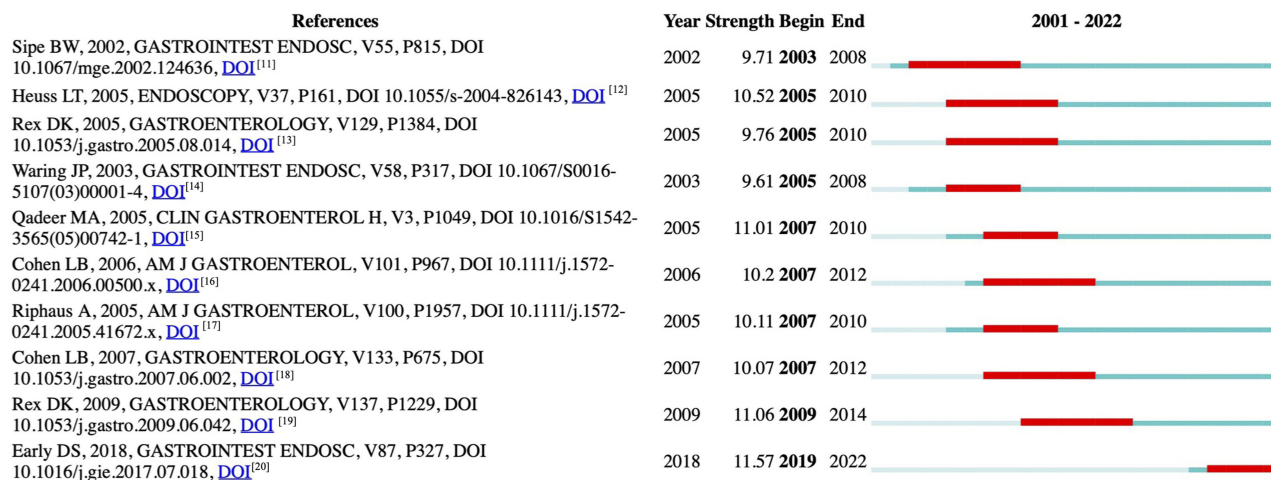 References Year Strength Begin End 2001 - 2022
Sipe BW, 2002, GASTROINTEST ENDOSC, V55, P815, DOI
10.1067/mge.2002.124636, DOI[11] 2002 9.71 2003 2008
Heuss LT, 2005, ENDOSCOPY, V37, P161, DOI 10.1055/s-2004-826143, DOI [12] 2005 10.52 2005 2010
Rex DK, 2005, GASTROENTEROLOGY, V129, P1384, DOI
10.1053/j.gastro.2005.08.014, DOI [13] 2005 9.76 2005 2010
Waring JP, 2003, GASTROINTEST ENDOSC, V58, P317, DOI 10.1067/S0016-
5107(03)00001-4, DOI[14] 2003 9.61 2005 2008
Qadeer MA, 2005, CLIN GASTROENTEROL H, V3, P1049, DOI 10.1016/S1542-
3565(05)00742-1, DOI[15] 2005 11.01 2007 2010
Cohen LB, 2006, AM J GASTROENTEROL, V101, P967, DOI 10.1111/j.1572-
0241.2006.00500.x, DOI[16] 2006 10.2 2007 2012
Riphaus A, 2005, AM J GASTROENTEROL, V100, P1957, DOI 10.1111/j.1572-
0241.2005.41672.x, DOI [17] 2005 10.11 2007 2010
Cohen LB, 2007, GASTROENTEROLOGY, V133, P675, DOI
10.1053/j.gastro.2007.06.002, DOI[18] 2007 10.07 2007 2012
Rex DK, 2009, GASTROENTEROLOGY, V137, P1229, DOI
10.1053/j.gastro.2009.06.042, DOI [19] 2009 11.06 2009 2014
Early DS, 2018, GASTROINTEST ENDOSC, V87, P327, DOI
10.1016/j.gie.2017.07.018, DOI[20] 2018 11.57 2019 2022